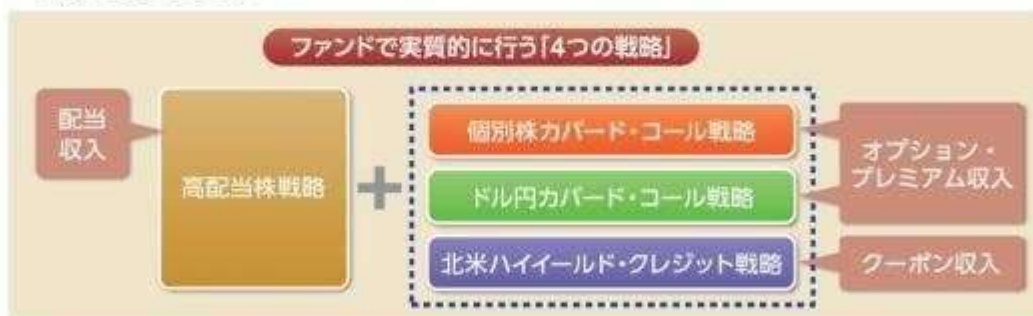 ファンドで実質的に行う「4つの戦略」
配当
収入
高配当株戦略
個別株カバード・コール戦略
ドル円カバード・コール戦略
北米ハイイールド・クレジット戦略
オプション・
プレミアム収入
クーポン収入